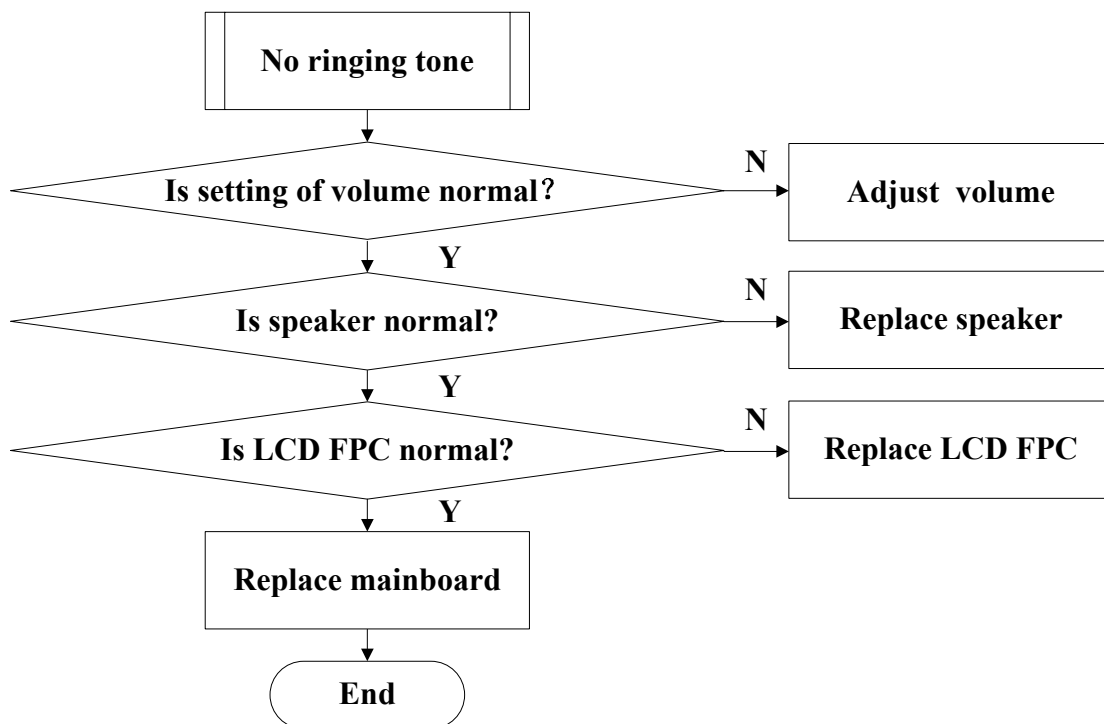 No ringing tone
Is setting of volume normal？
N
Adjust  volume
Y
Is speaker normal?
N
Replace speaker
Y
Is LCD FPC normal?
N
Replace LCD FPC
Y
Replace mainboard
End